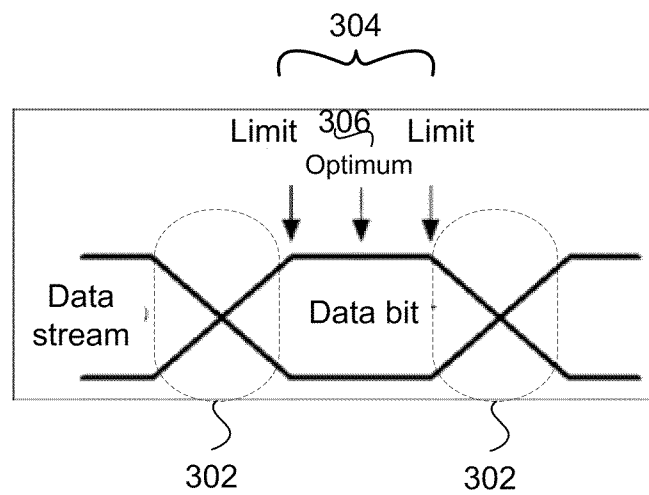 304
306
Limit Limit
Optimum
Data
stream
Data bit
302 302